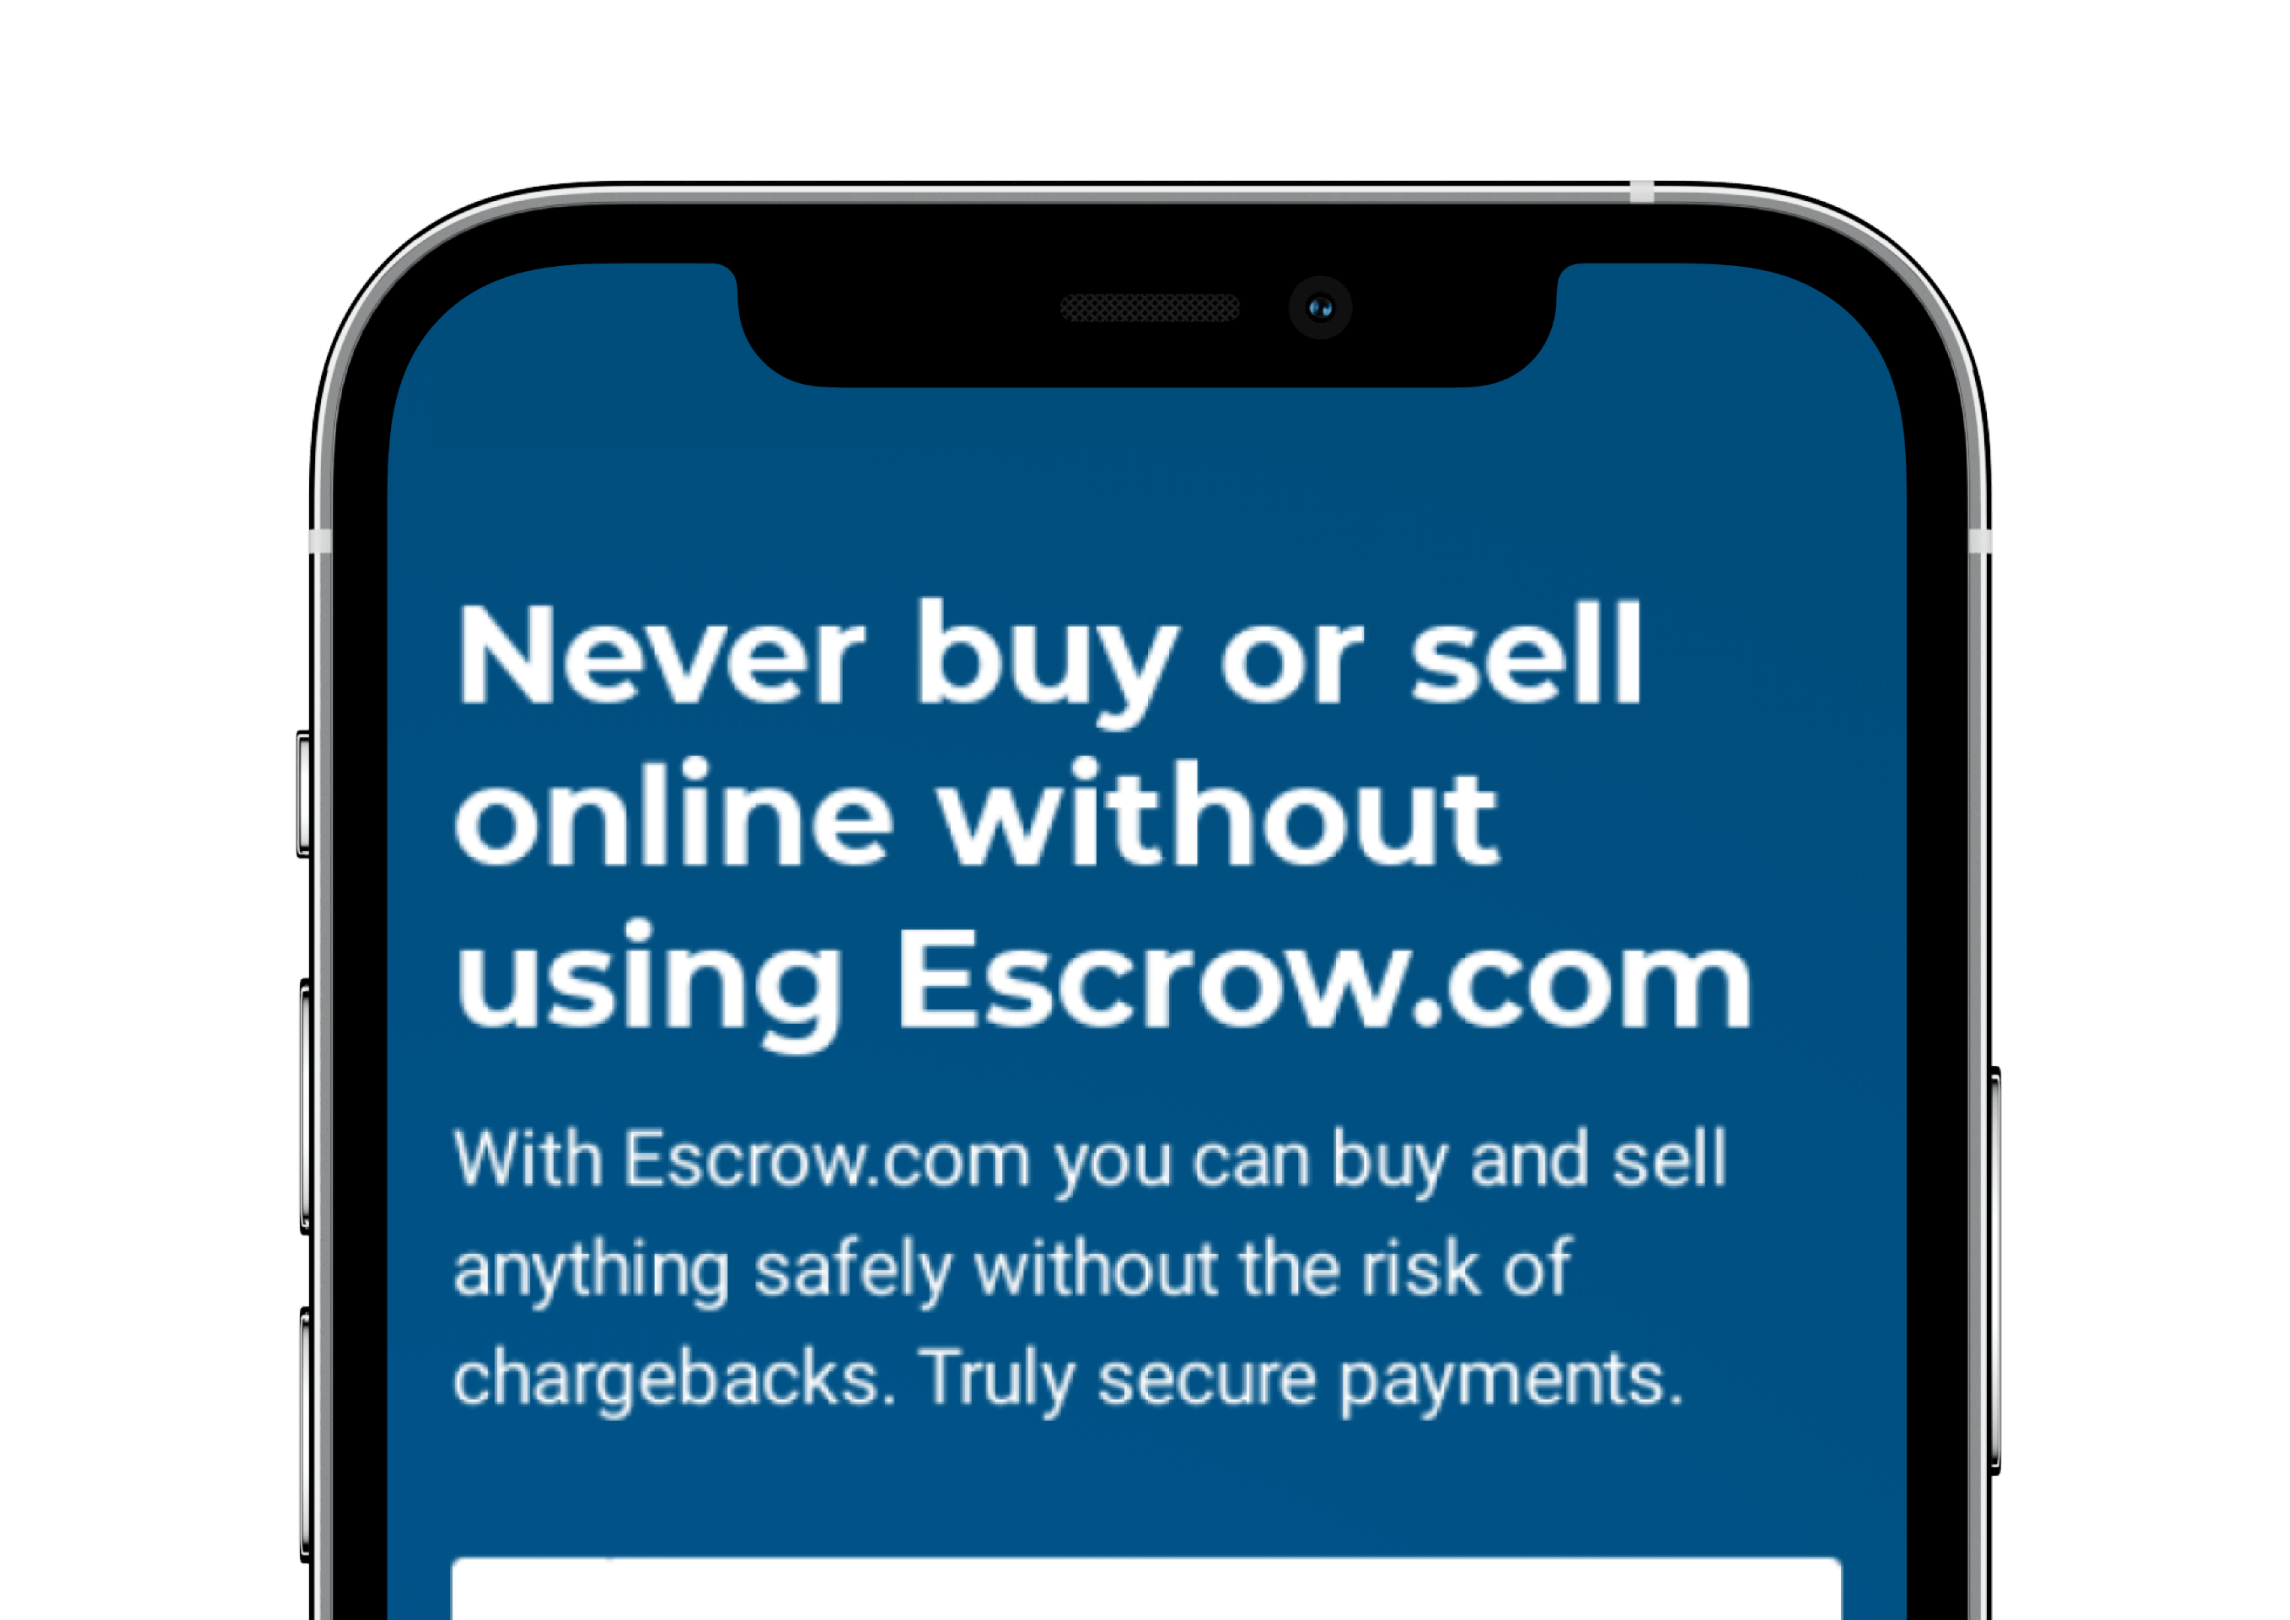 Never buy or sell
online without
using Escrow.com
With Escrow.com you can buy and sell
anything safely without the risk of
chargebacks. Truly secure payments.